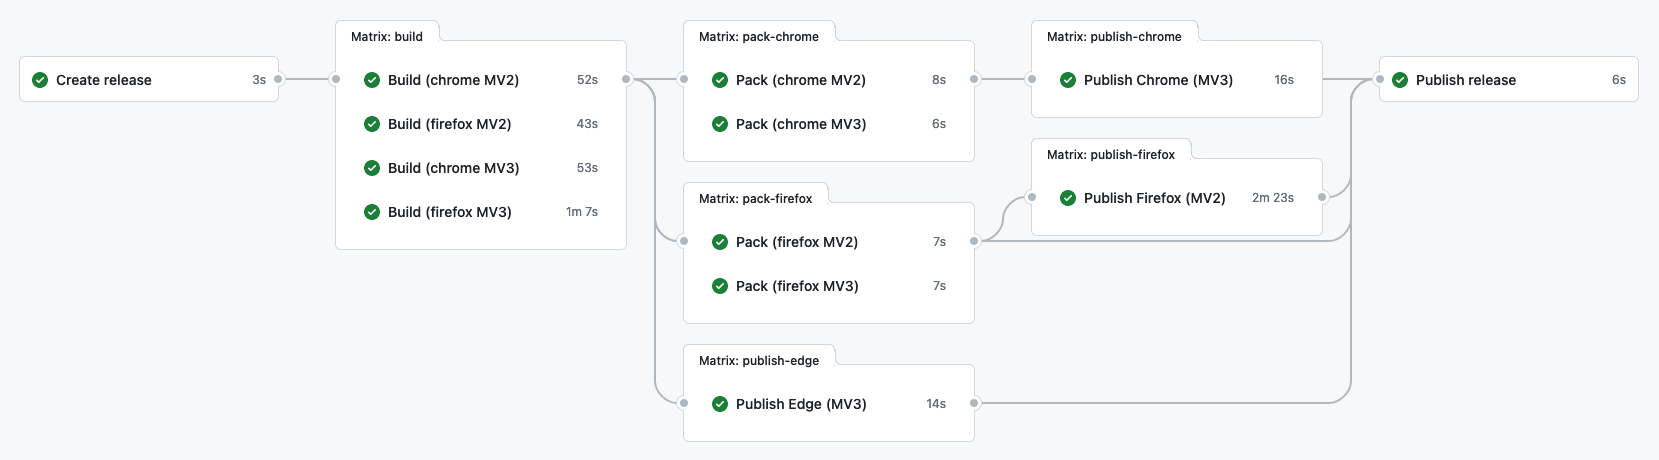 Create release 3s
Matrix: build
Build (chrome MV2) 52s
Build (firefox MV2) 43s
Build (chrome MV3) 53s
Build (firefox MV3) 1m 7s
Matrix: pack-chrome
Pack (chrome MV2) 8s
Pack (chrome MV3) 6s
Matrix: pack-firefox
Pack (firefox MV2) 7s
Pack (firefox MV3) 7s
Matrix: publish-edge
Publish Edge (MV3) 14s
Matrix: publish-chrome
Publish Chrome (MV3) 16s
Matrix: publish-firefox
Publish Firefox (MV2) 2m 23s
Publish release 6s